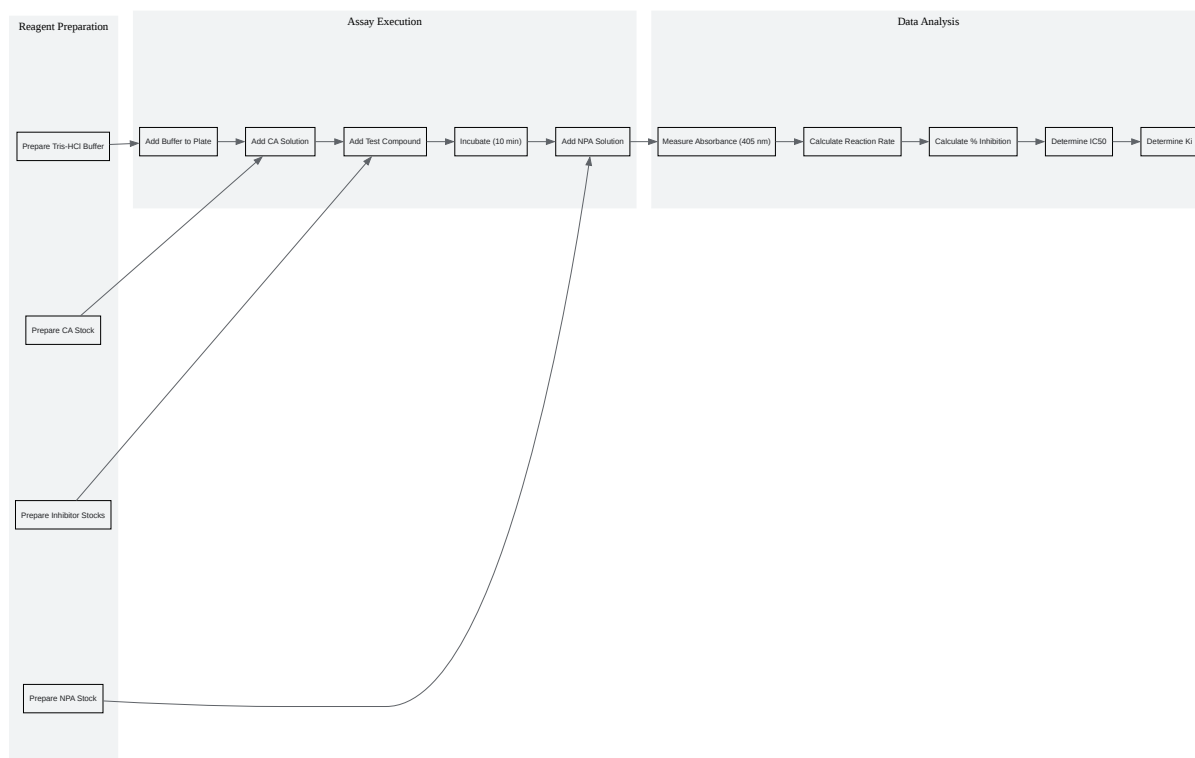 Reagent Preparation
Assay Execution
Data Analysis
Prepare Tris-HCl Buffer
Add Buffer to Plate
Add CA Solution
Add Test Compound
Incubate (10 min)
Add NPA Solution
Measure Absorbance (405 nm)
Calculate Reaction Rate
Calculate % Inhibition
Determine IC50
Determine Ki
Prepare CA Stock
Prepare Inhibitor Stocks
Prepare NPA Stock